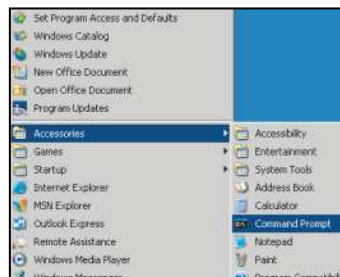 Set Program Access and Defaults
Windows Catalog
Windows Update
New Office Document
Open Office Document
Program Updates
Accessories
Games
Startup
Internet Explorer
MSN Explorer
Outlook Express
Remote Assistance
Windows Media Player
Windows Messenger
Accessibility
Entertainment
System Tools
Address Book
Calculator
Command Prompt
Notepad
Paint